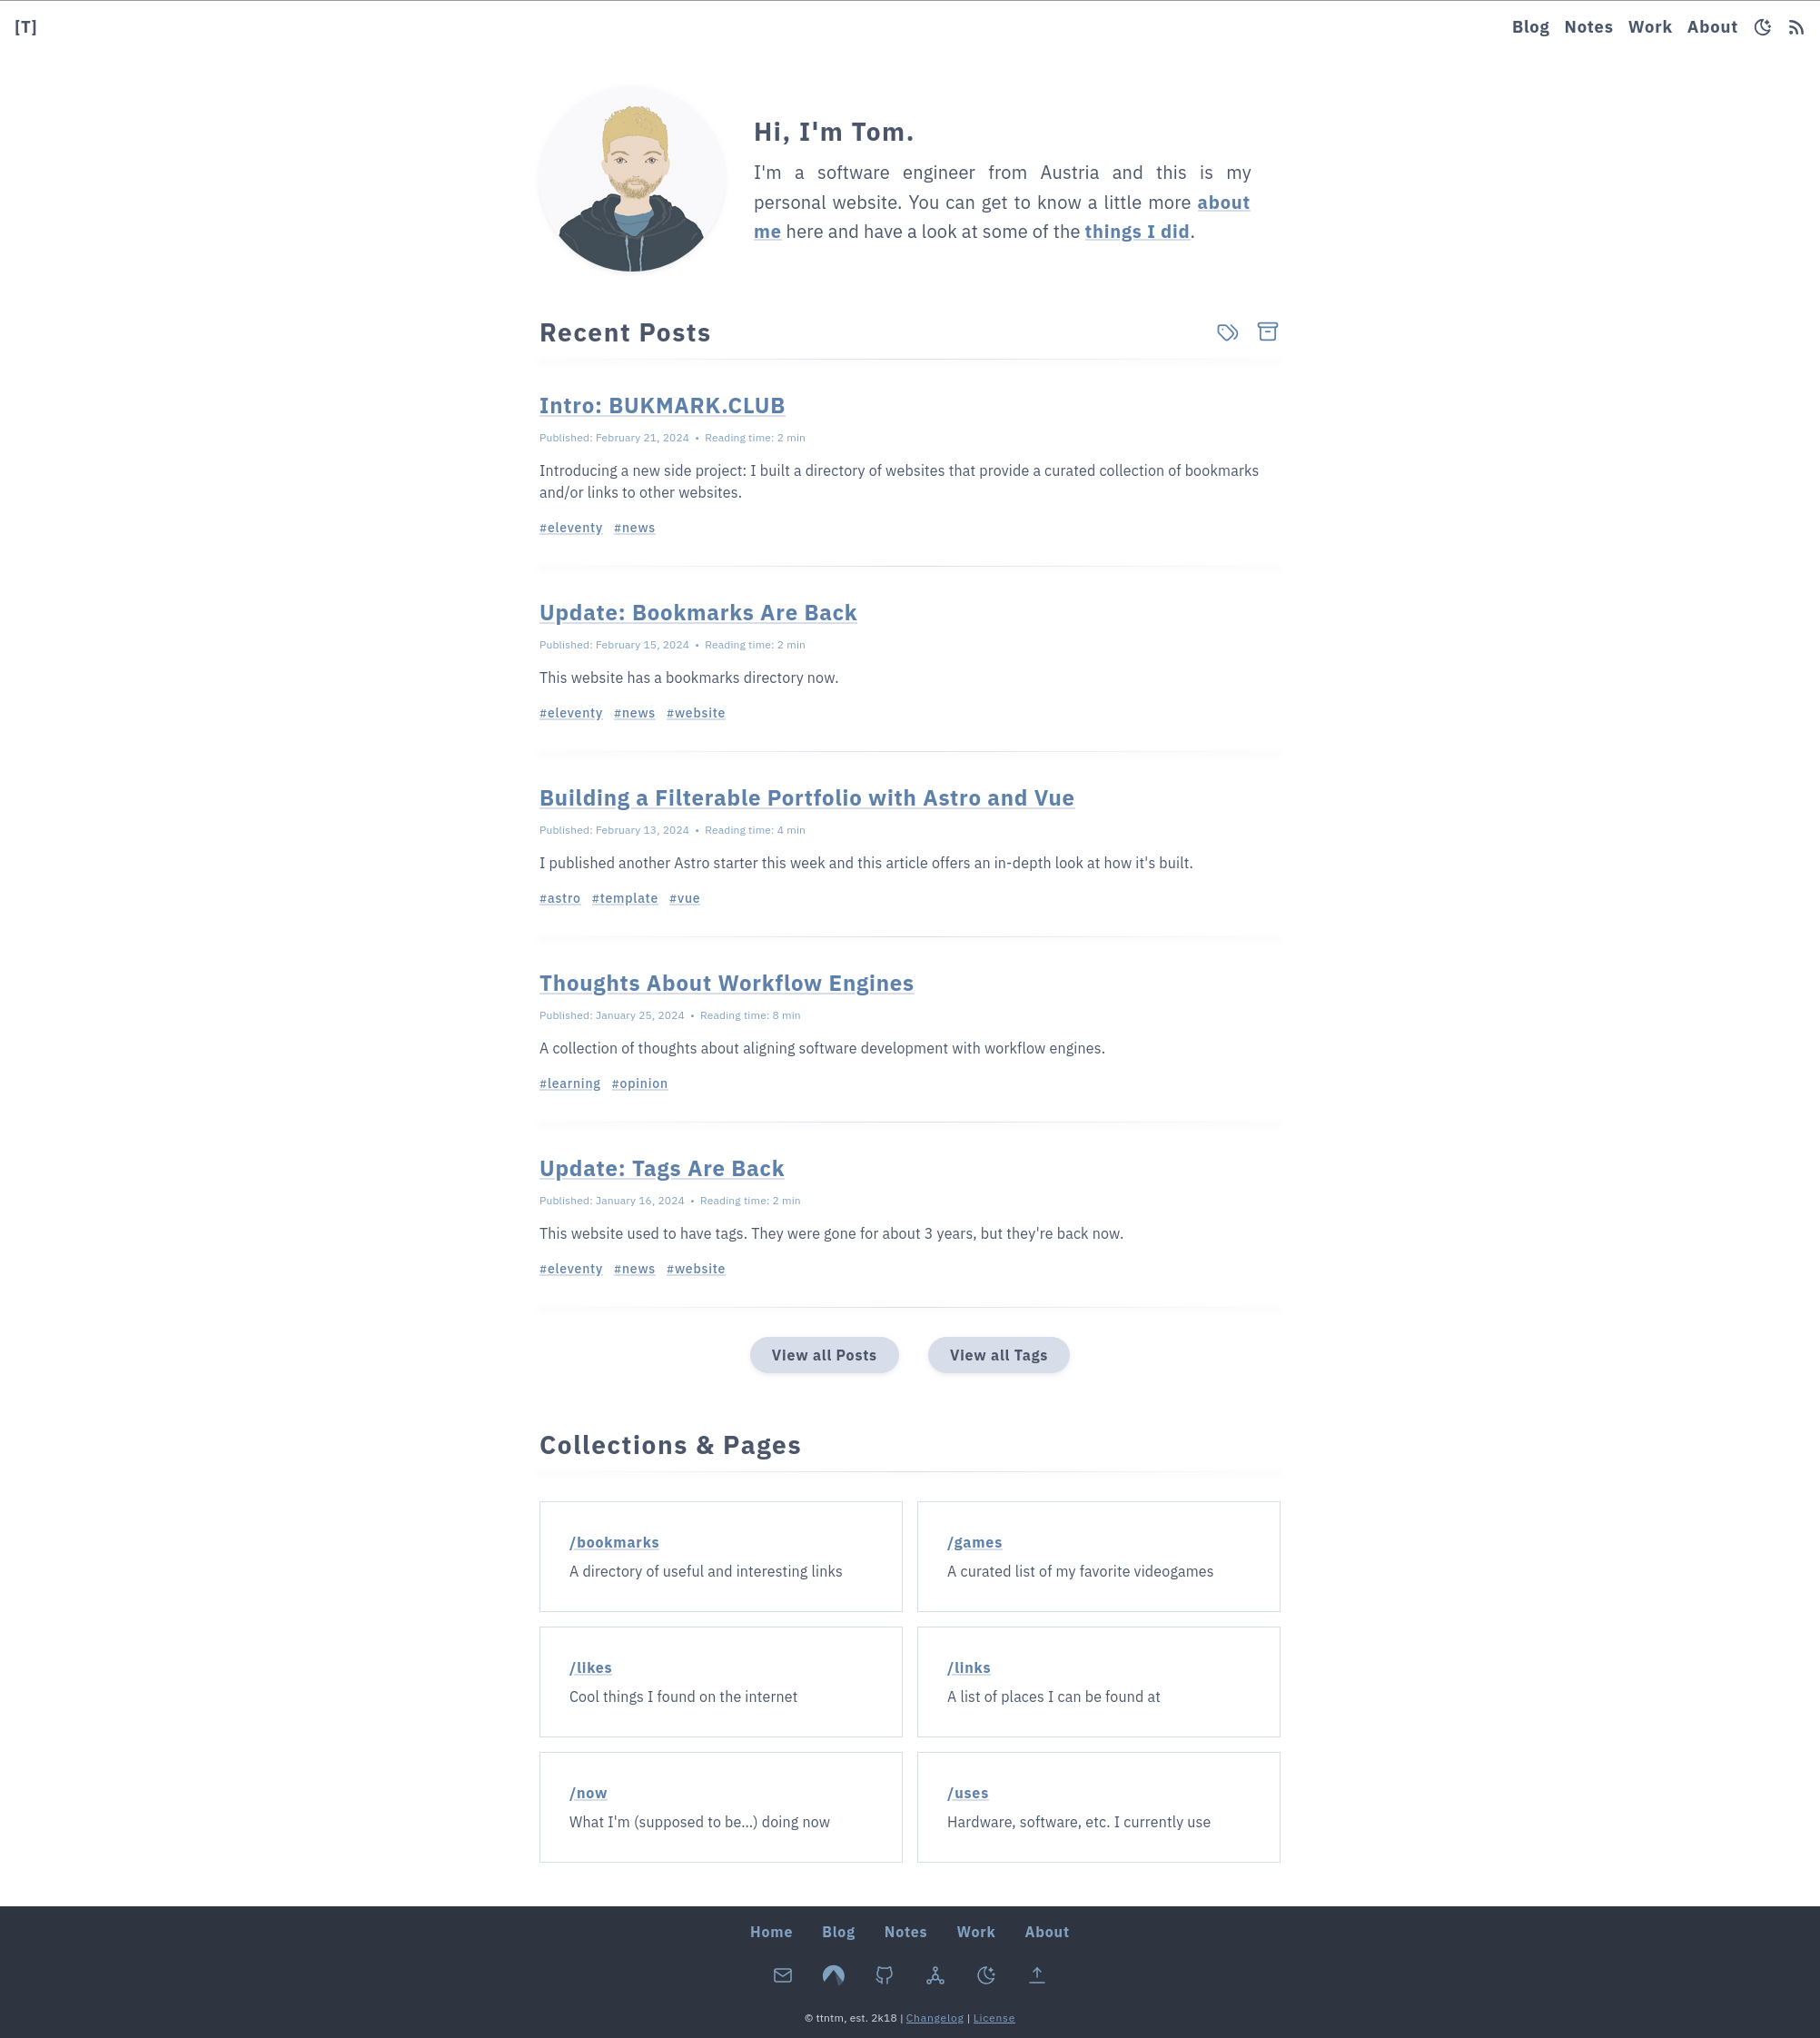 [T]
Blog Notes Work About
Hi, I'm Tom.
I'm a software engineer from Austria and this is my
personal website. You can get to know a little more about
me here and have a look at some of the things I did.
Recent Posts
Intro: BUKMARK.CLUB
Published: February 21, 2024 • Reading time: 2 min
Introducing a new side project: I built a directory of websites that provide a curated collection of bookmarks
and/or links to other websites.
#eleventy #news
Update: Bookmarks Are Back
Published: February 15, 2024 • Reading time: 2 min
This website has a bookmarks directory now.
#eleventy #news #website
Building a Filterable Portfolio with Astro and Vue
Published: February 13, 2024 • Reading time: 4 min
I published another Astro starter this week and this article offers an in-depth look at how it's built.
#astro #template #vue
Thoughts About Workflow Engines
Published: January 25, 2024 • Reading time: 8 min
A collection of thoughts about aligning software development with workflow engines.
#learning #opinion
Update: Tags Are Back
Published: January 16, 2024 • Reading time: 2 min
This website used to have tags. They were gone for about 3 years, but they're back now.
#eleventy #news #website
View all Posts View all Tags
Collections & Pages
/bookmarks
A directory of useful and interesting links
/games
A curated list of my favorite videogames
/likes
Cool things I found on the internet
/links
A list of places I can be found at
/now
What I'm (supposed to be...) doing now
/uses
Hardware, software, etc. I currently use
Home Blog Notes Work About
© ttntm, est. 2k18 | Changelog | License